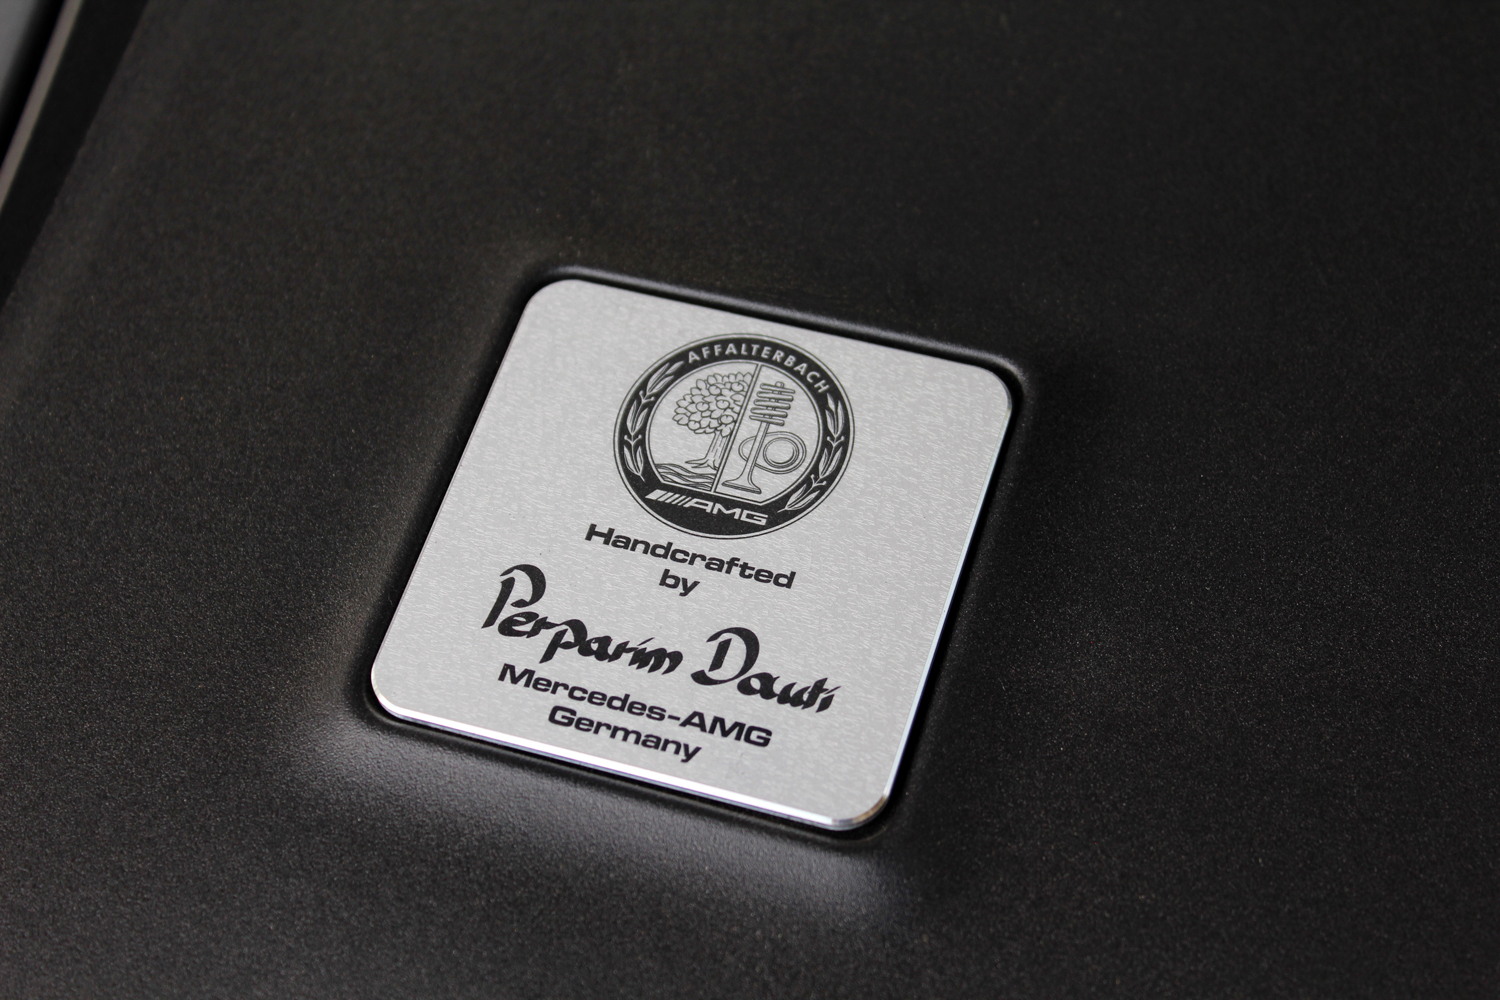 AFFALTERBACH
AMG
Handcrafted
by
Perparim Dauti
Mercedes-AMG
Germany